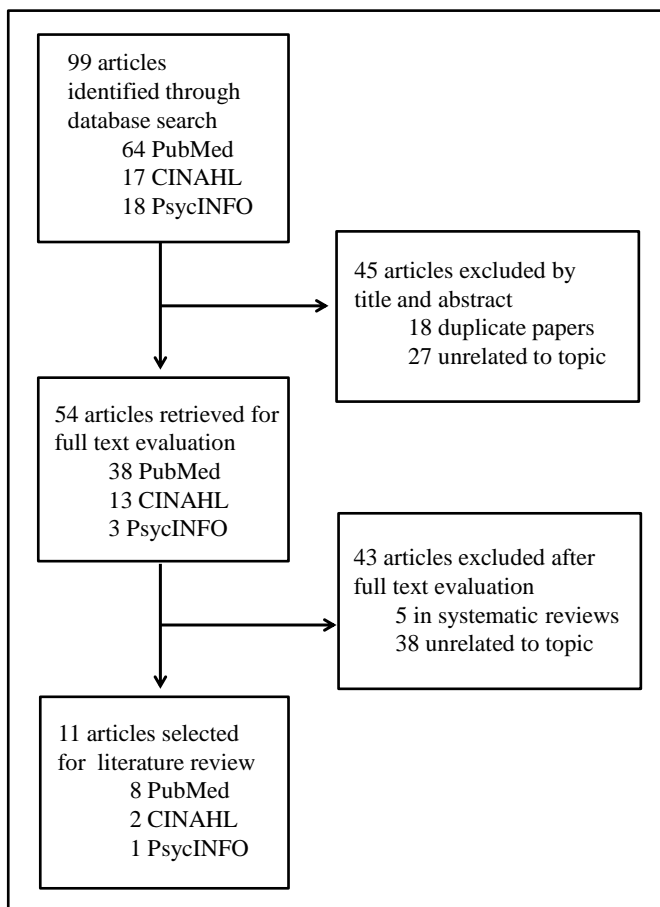 99 articles
identified through
database search
64 PubMed
17 CINAHL
18 PsycINFO
45 articles excluded by
title and abstract
18 duplicate papers
27 unrelated to topic
54 articles retrieved for
full text evaluation
38 PubMed
13 CINAHL
3 PsycINFO
43 articles excluded after
full text evaluation
5 in systematic reviews
38 unrelated to topic
11 articles selected
for literature review
8 PubMed
2 CINAHL
1 PsycINFO